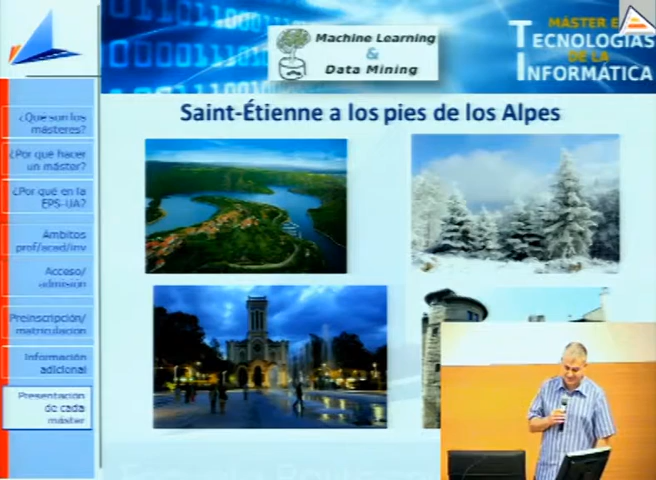 Machine Learning
&
Data Mining
MÁSTER E
TECNOLOGÍAS
DE LA
INFORMÁTICA
Saint-Étienne a los pies de los Alpes
¿Qué son los
másteres?
¿Por qué hacer
un máster?
¿Por qué en la
EPS-UA?
Ámbitos
prof/acad/inv
Acceso/
admisión
Preinscripción/
matriculación
Información
adicional
Presentación
de cada
máster